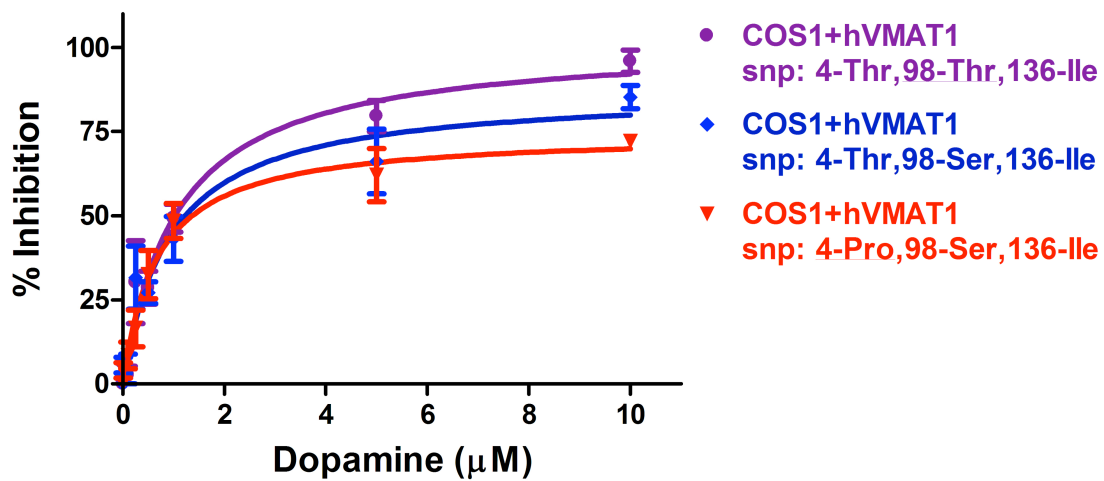 100
75
50
25
0
% Inhibition
0 2 4 6 8 10
Dopamine (μM)
COS1+hVMAT1
snp: 4-Thr,98-Thr,136-Ile
COS1+hVMAT1
snp: 4-Thr,98-Ser,136-Ile
COS1+hVMAT1
snp: 4-Pro,98-Ser,136-Ile